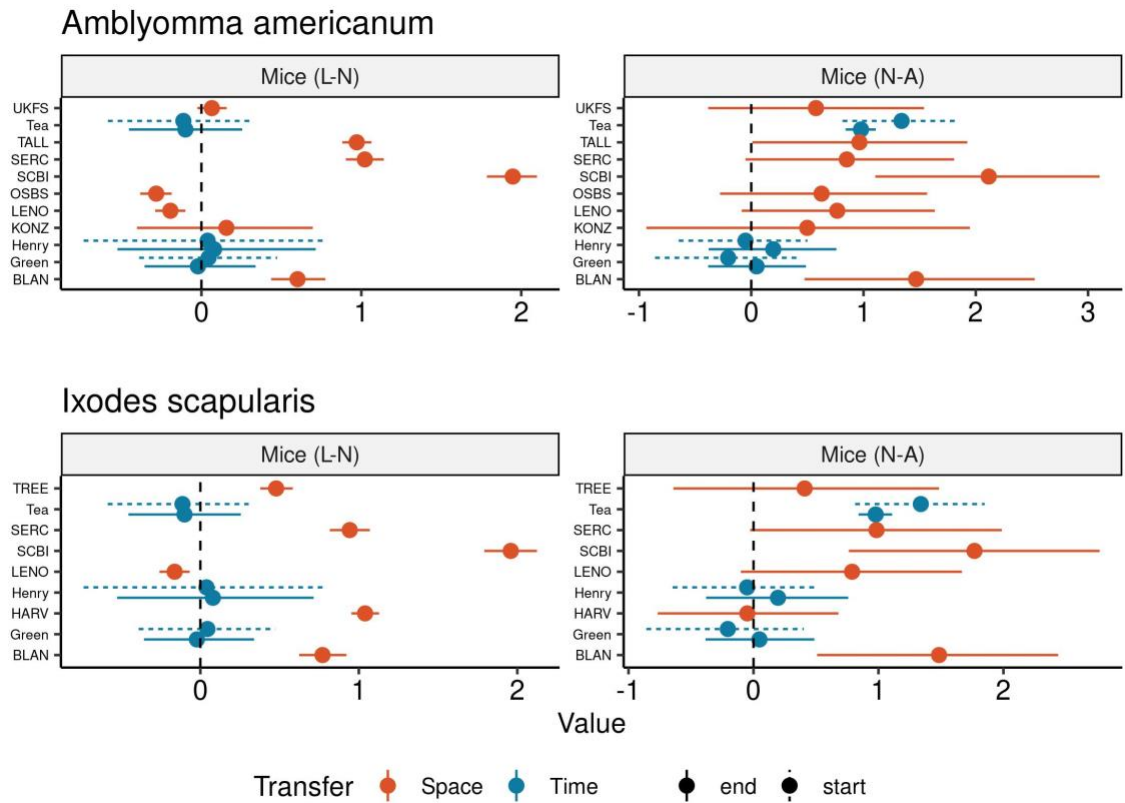 Amblyomma americanum
Mice (L-N)
UKFS
Tea
TALL
SERC
SCBI
OSBS
LENO
KONZ
Henry
Green
BLAN
0 1 2
Mice (N-A)
UKFS
Tea
TALL
SERC
SCBI
OSBS
LENO
KONZ
Henry
Green
BLAN
-1 0 1 2 3
Ixodes scapularis
Mice (L-N)
TREE
Tea
SERC
SCBI
LENO
Henry
HARV
Green
BLAN
0 1 2
Mice (N-A)
TREE
Tea
SERC
SCBI
LENO
Henry
HARV
Green
BLAN
-1 0 1 2
Value
Transfer Space Time end start